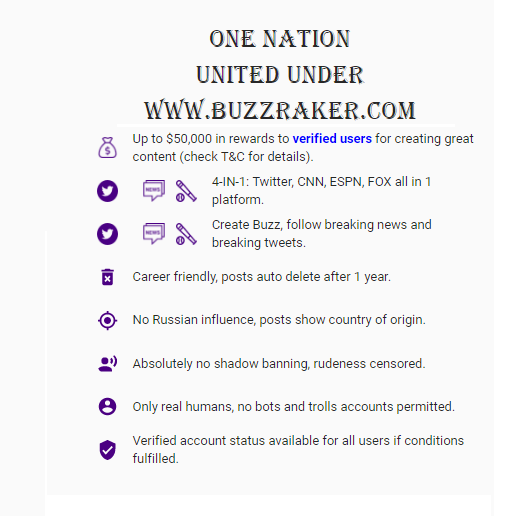 ONE NATION
UNITED UNDER
WWW.BUZZRAKER.COM
Up to $50,000 in rewards to verified users for creating great
content (check T&C for details).
4-IN-1: Twitter, CNN, ESPN, FOX all in 1
platform.
NEWS
Create Buzz, follow breaking news and
breaking tweets.
NEWS
Career friendly, posts auto delete after 1 year.
No Russian influence, posts show country of origin.
Absolutely no shadow banning, rudeness censored.
Only real humans, no bots and trolls accounts permitted.
Verified account status available for all users if conditions
fulfilled.